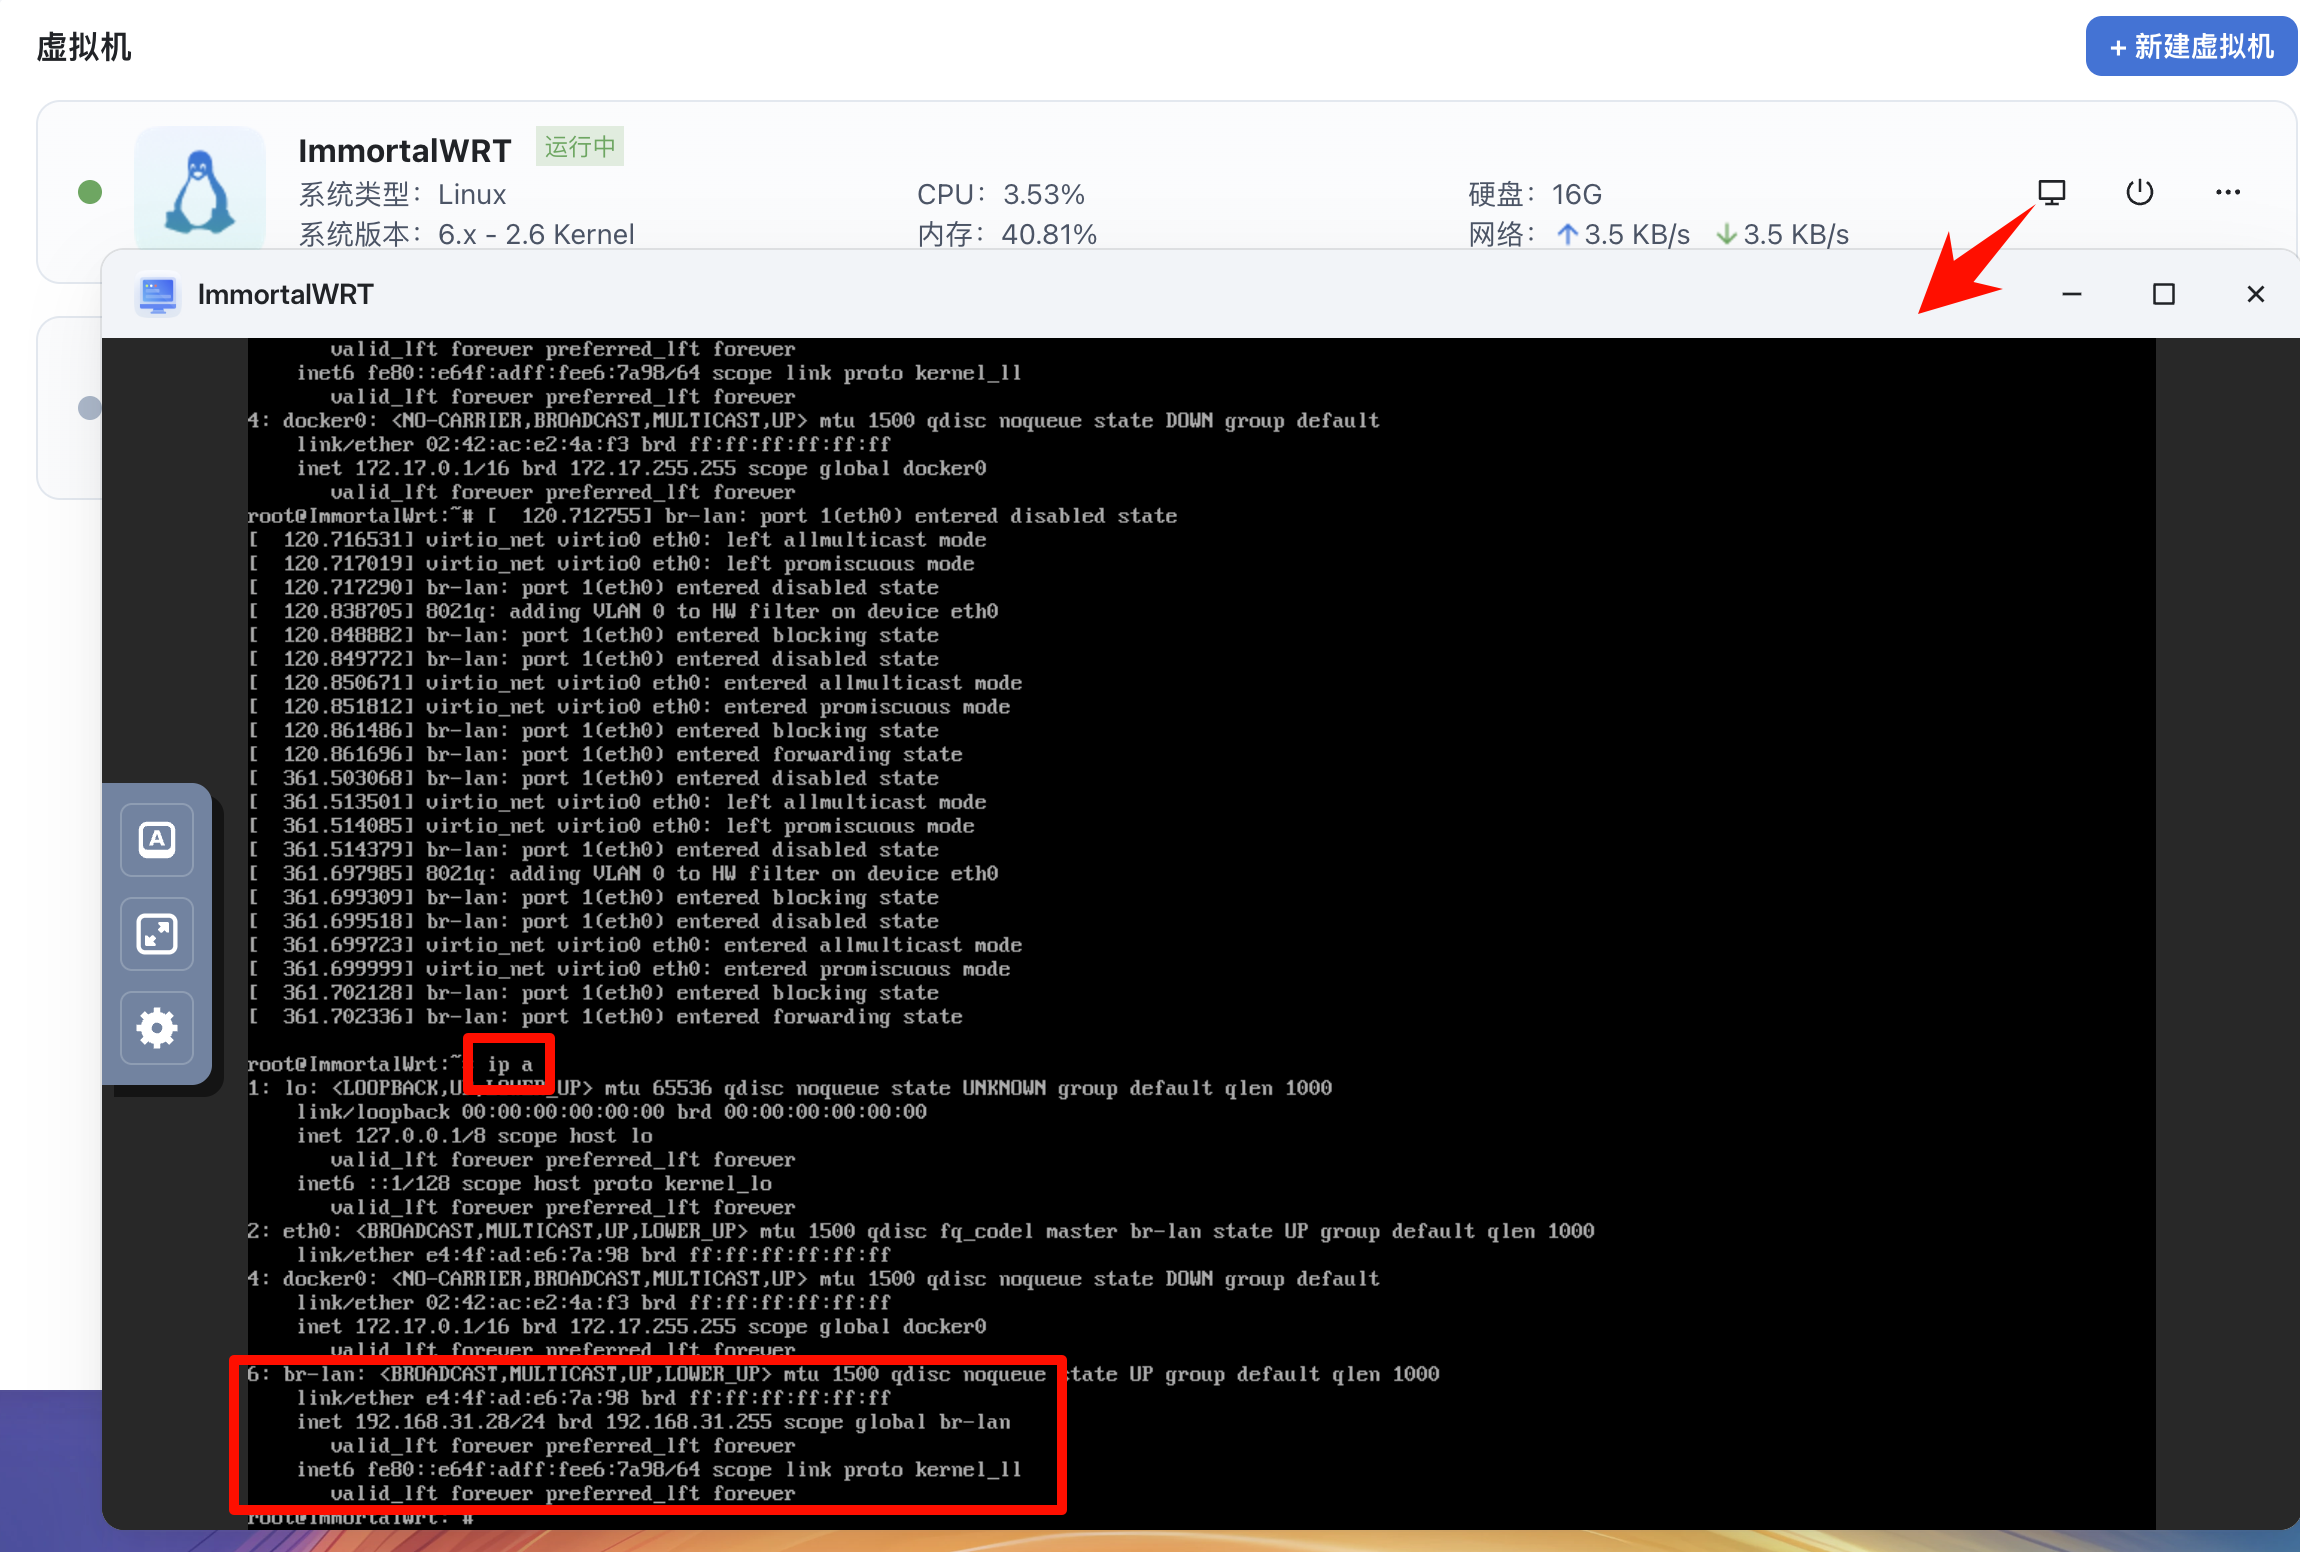 虚拟机
+ 新建虚拟机
ImmortalWRT 运行中
系统类型： Linux
CPU： 3.53%
硬盘： 16G
系统版本： 6.x - 2.6 Kernel
内存： 40.81%
网络： 3.5 KB/s 3.5 KB/s
ImmortalWRT
valid_lft forever preferred_lft forever
inet6 fe80::e64f:adff:fee6:7a98/64 scope link proto kernel_ll
valid_lft forever preferred_lft forever
4: docker0: <NO-CARRIER,BROADCAST,MULTICAST,UP> mtu 1500 qdisc noqueue state DOWN group default
link/ether 02:42:ac:e2:4a:f3 brd ff:ff:ff:ff:ff:ff
inet 172.17.0.1/16 brd 172.17.255.255 scope global docker0
valid_lft forever preferred_lft forever
root@ImmortalWrt:~# [  120.712755] br-lan: port 1(eth0) entered disabled state
[  120.716531] virtio_net virtio0 eth0: left allmulticast mode
[  120.717019] virtio_net virtio0 eth0: left promiscuous mode
[  120.717290] br-lan: port 1(eth0) entered disabled state
[  120.838705] 8021q: adding VLAN 0 to HW filter on device eth0
[  120.848882] br-lan: port 1(eth0) entered blocking state
[  120.849772] br-lan: port 1(eth0) entered disabled state
[  120.850671] virtio_net virtio0 eth0: entered allmulticast mode
[  120.851812] virtio_net virtio0 eth0: entered promiscuous mode
[  120.861486] br-lan: port 1(eth0) entered blocking state
[  120.861696] br-lan: port 1(eth0) entered forwarding state
[  361.503068] br-lan: port 1(eth0) entered disabled state
[  361.513501] virtio_net virtio0 eth0: left allmulticast mode
[  361.514085] virtio_net virtio0 eth0: left promiscuous mode
[  361.514379] br-lan: port 1(eth0) entered disabled state
[  361.697985] 8021q: adding VLAN 0 to HW filter on device eth0
[  361.699309] br-lan: port 1(eth0) entered blocking state
[  361.699518] br-lan: port 1(eth0) entered disabled state
[  361.699723] virtio_net virtio0 eth0: entered allmulticast mode
[  361.699999] virtio_net virtio0 eth0: entered promiscuous mode
[  361.702128] br-lan: port 1(eth0) entered blocking state
[  361.702336] br-lan: port 1(eth0) entered forwarding state
root@ImmortalWrt:~ ip a
1: lo: <LOOPBACK,UP,LOWER_UP> mtu 65536 qdisc noqueue state UNKNOWN group default qlen 1000
link/loopback 00:00:00:00:00:00 brd 00:00:00:00:00:00
inet 127.0.0.1/8 scope host lo
valid_lft forever preferred_lft forever
inet6 ::1/128 scope host proto kernel_lo
valid_lft forever preferred_lft forever
2: eth0: <BROADCAST,MULTICAST,UP,LOWER_UP> mtu 1500 qdisc fq_codel master br-lan state UP group default qlen 1000
link/ether e4:4f:ad:e6:7a:98 brd ff:ff:ff:ff:ff:ff
4: docker0: <NO-CARRIER,BROADCAST,MULTICAST,UP> mtu 1500 qdisc noqueue state DOWN group default
link/ether 02:42:ac:e2:4a:f3 brd ff:ff:ff:ff:ff:ff
inet 172.17.0.1/16 brd 172.17.255.255 scope global docker0
valid_lft forever preferred_lft forever
6: br-lan: <BROADCAST,MULTICAST,UP,LOWER_UP> mtu 1500 qdisc noqueue state UP group default qlen 1000
link/ether e4:4f:ad:e6:7a:98 brd ff:ff:ff:ff:ff:ff
inet 192.168.31.28/24 brd 192.168.31.255 scope global br-lan
valid_lft forever preferred_lft forever
inet6 fe80::e64f:adff:fee6:7a98/64 scope link proto kernel_ll
valid_lft forever preferred_lft forever
root@ImmortalWrt:~#
A